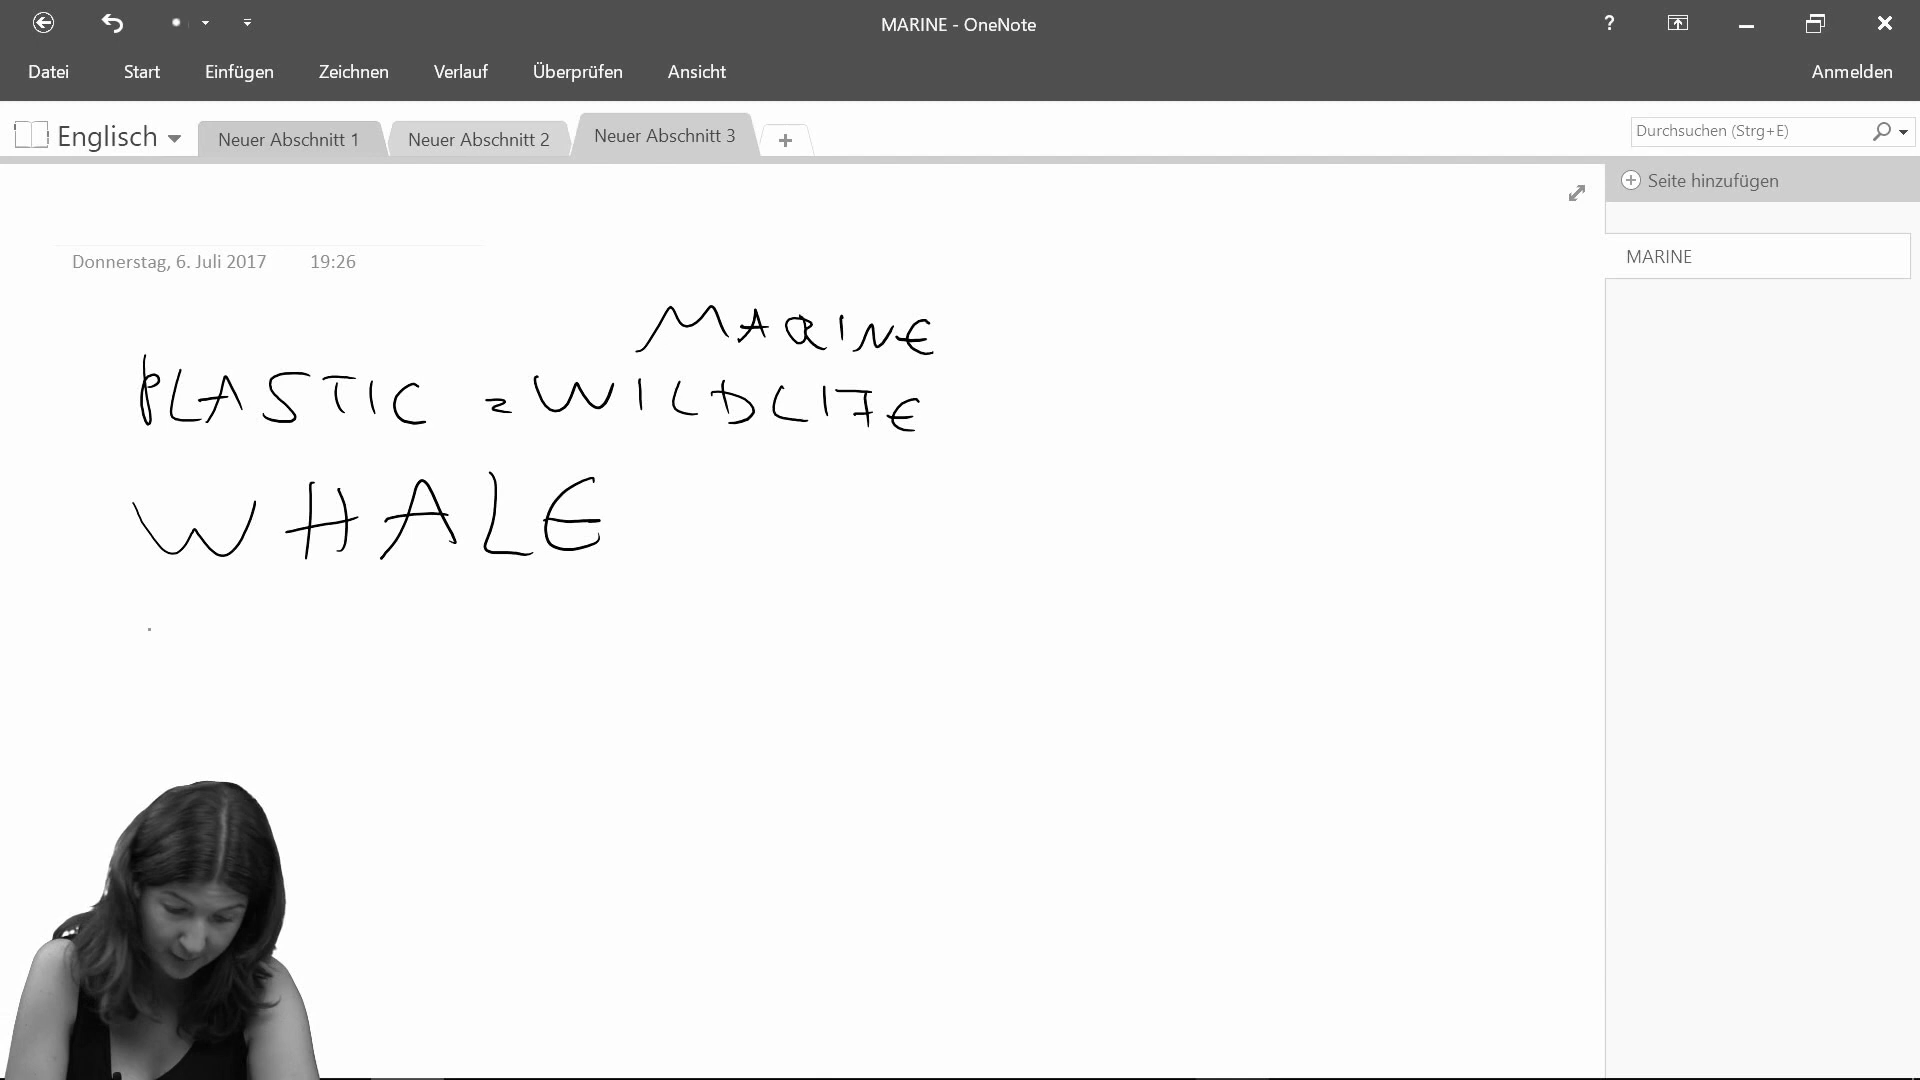 MARINE - OneNote
?
Datei Start Einfügen Zeichnen Verlauf Überprüfen Ansicht Anmelden
Englisch Neuer Abschnitt 1 Neuer Abschnitt 2 Neuer Abschnitt 3 + Durchsuchen (Strg+E)
Seite hinzufügen
MARINE
Donnerstag, 6. Juli 2017 19:26
MARINE
PLASTIC = WILDLIFE
WHALE